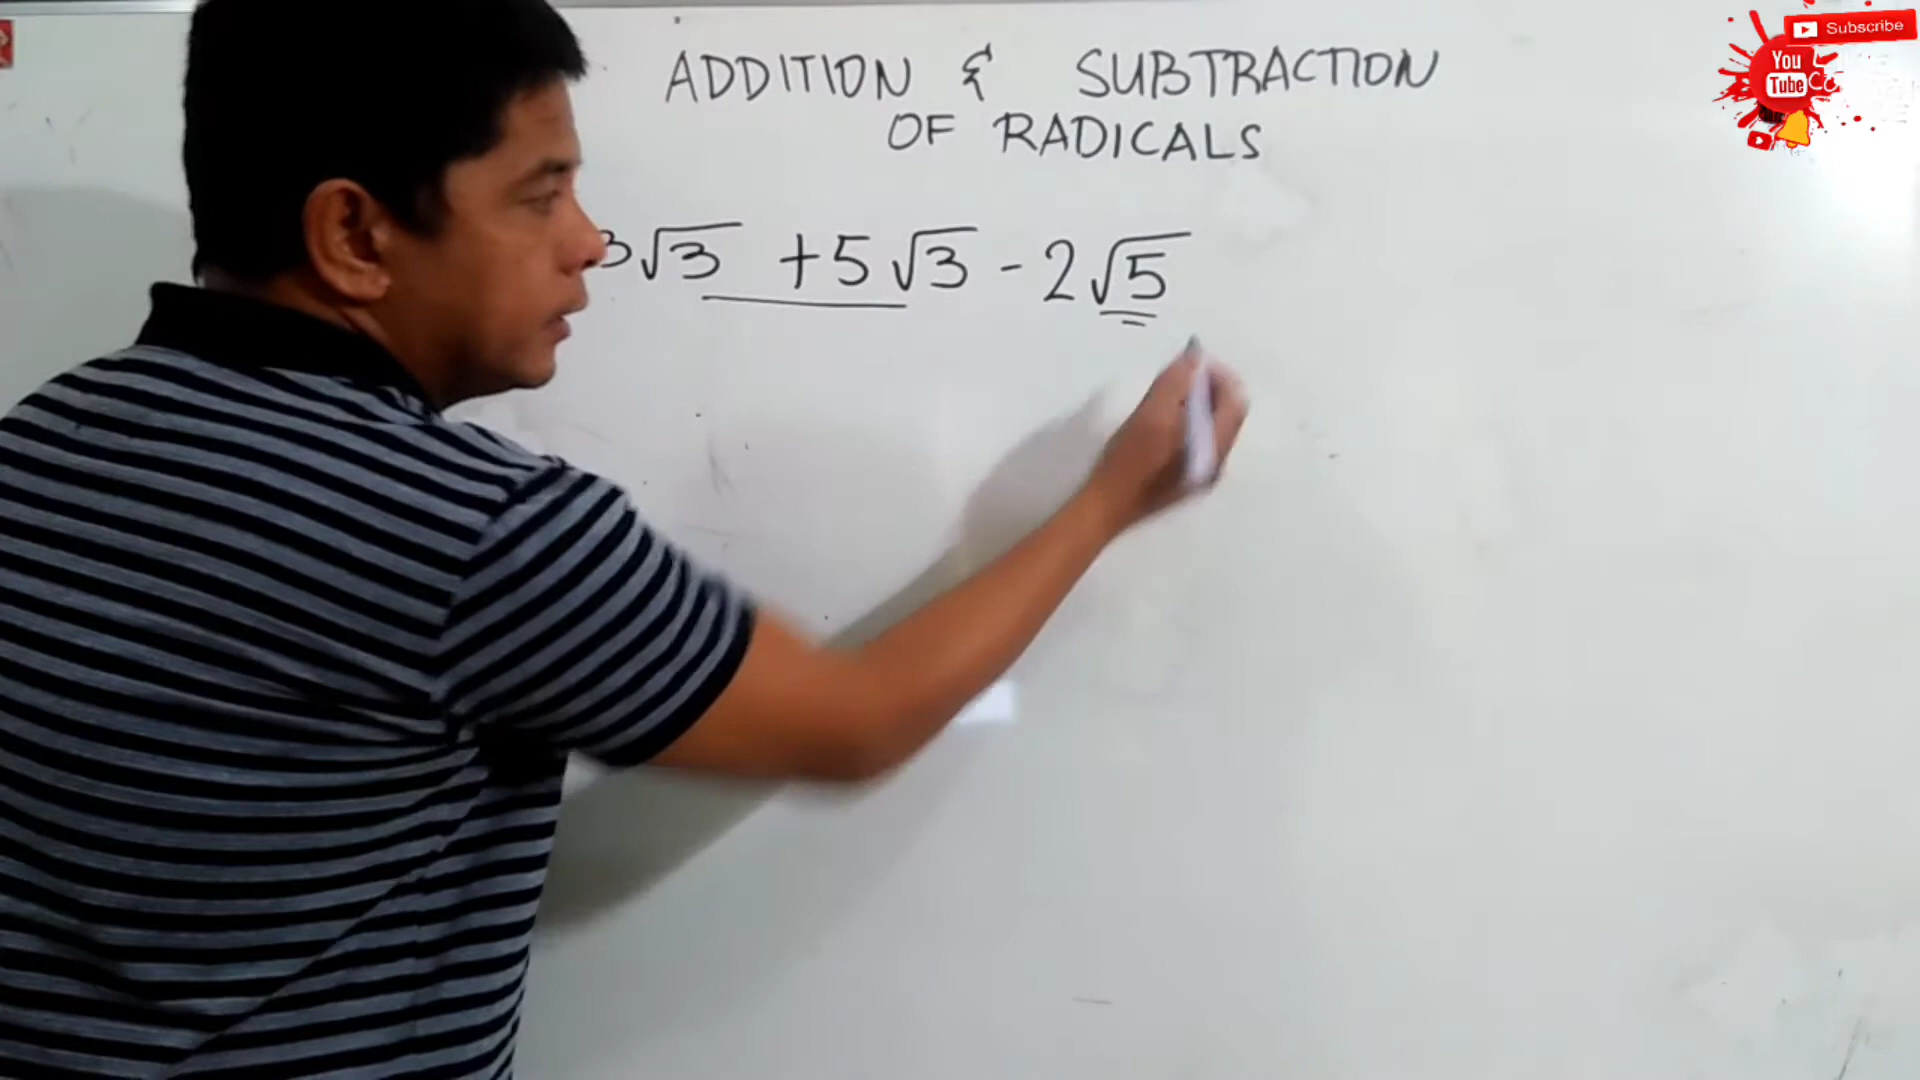 ADDITION & SUBTRACTION
OF RADICALS
3√3 + 5√3 - 2√5
Subscribe
You
Tube